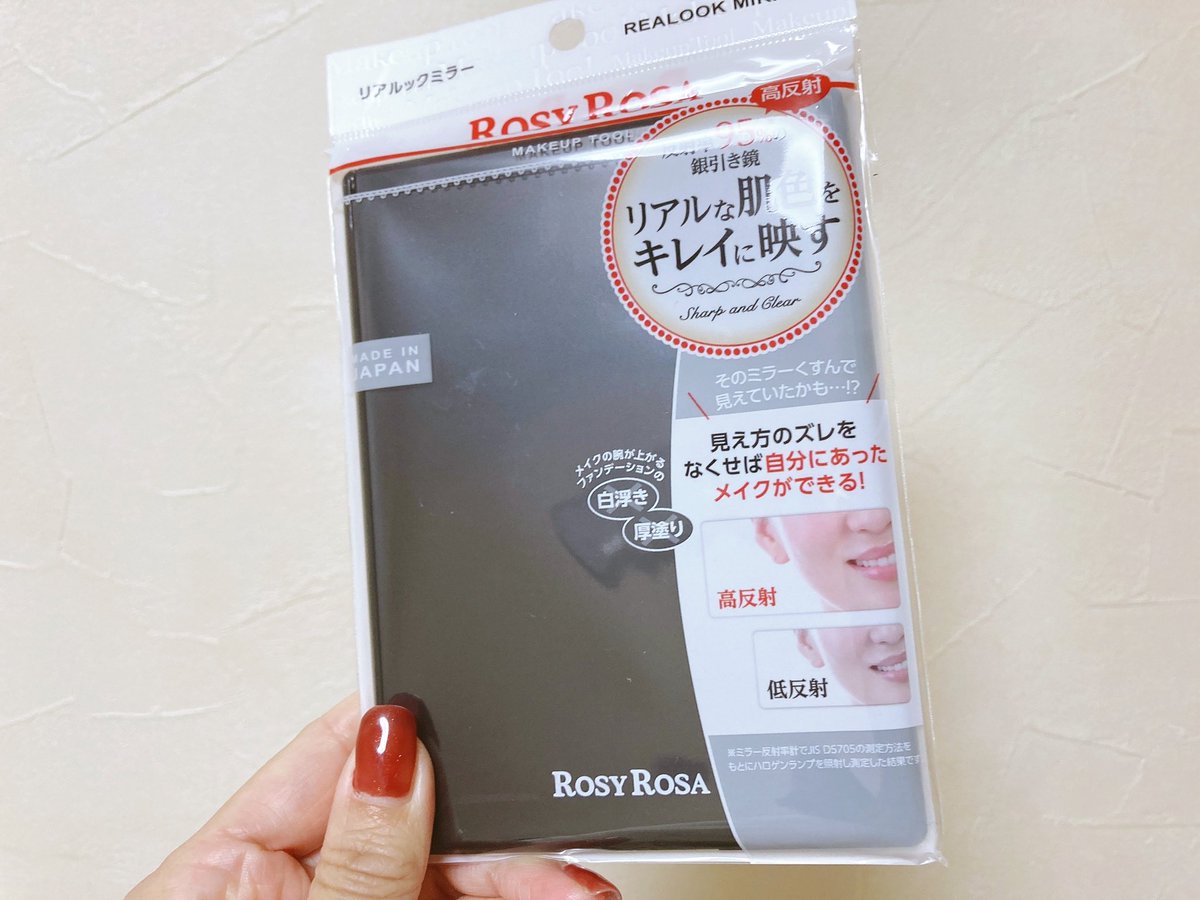 REALOOK
リアルックミラー
高反射
ROSY ROSA
MAKEUP TOOL
反射率95%の
銀引き鏡
リアルな肌色を
キレイに映す
Sharp and Clear
MADE IN
JAPAN
そのミラーくすんで
見えていたかも…!?
見え方のズレを
なくせば自分にあった
メイクができる!
メイクの腕が上がる
ファンデーションの
白浮き
厚塗り
高反射
低反射
※ミラー反射率計でJIS D5705の測定方法を
もとにハロゲンランプを照射し測定した結果です
ROSY ROSA